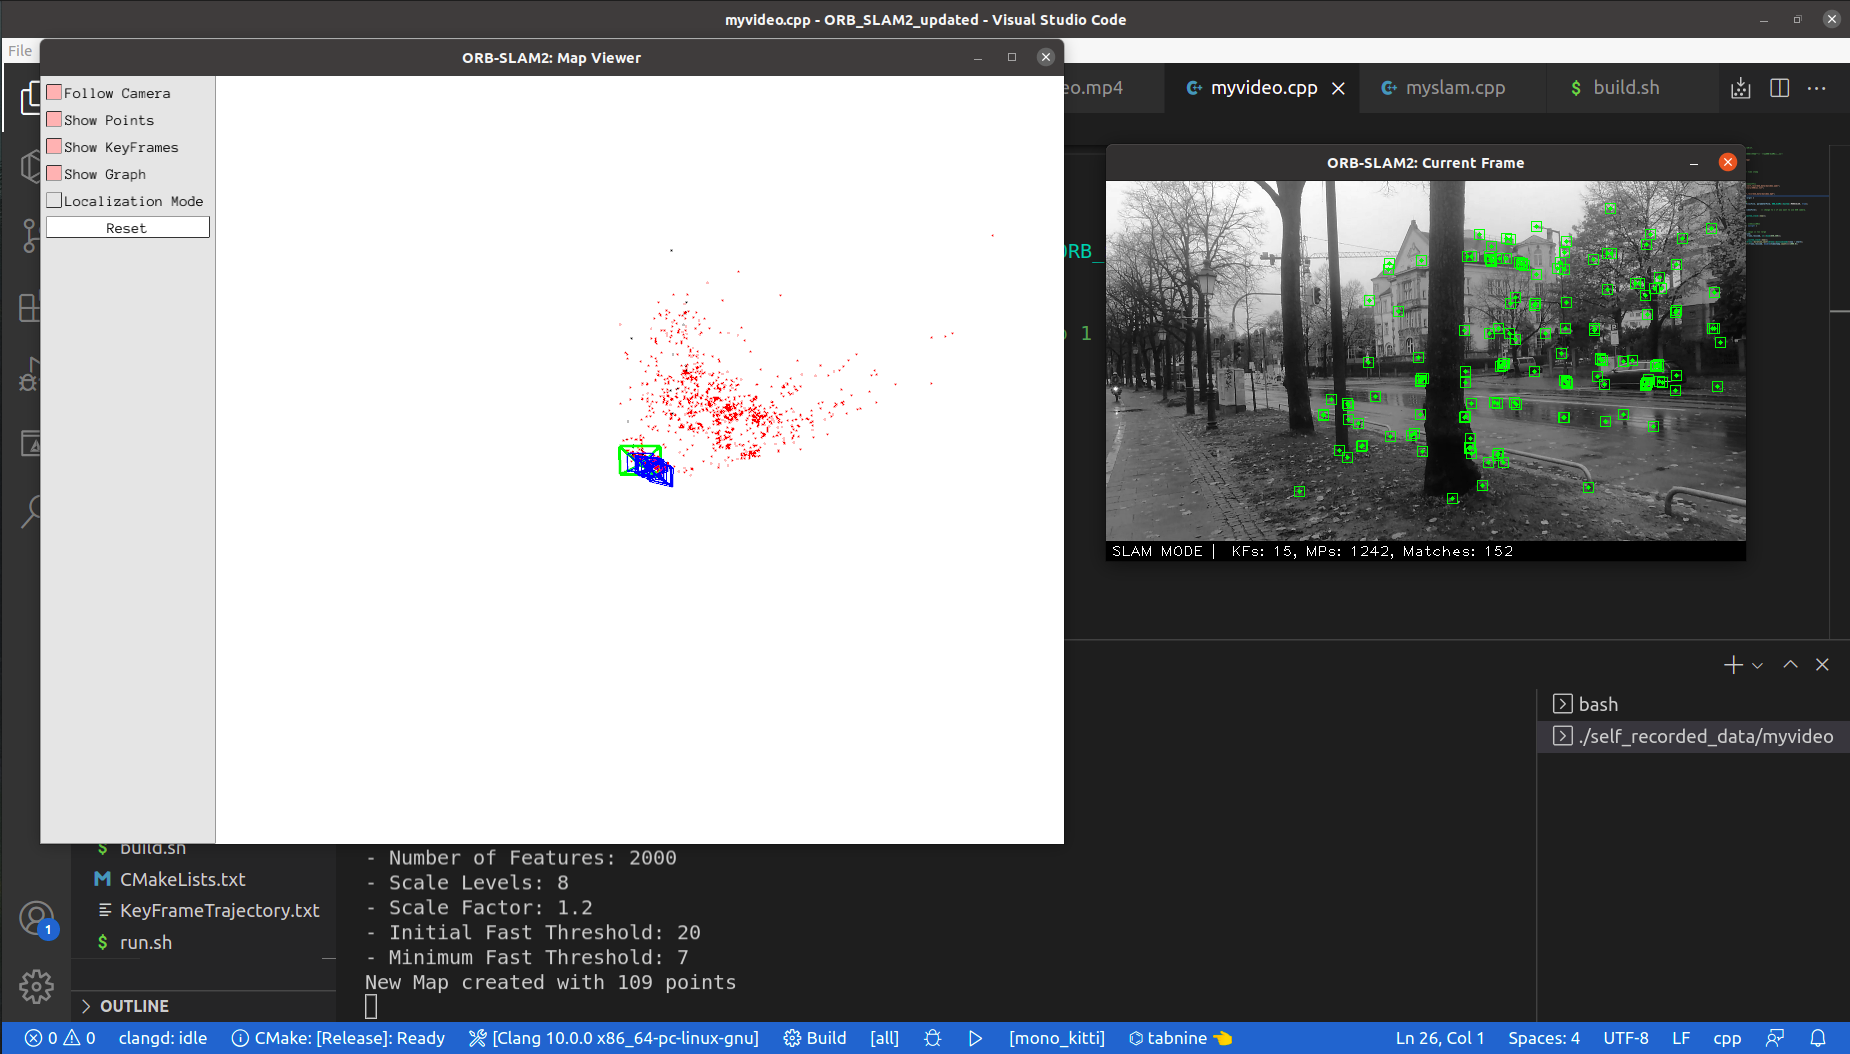 myvideo.cpp - ORB_SLAM2_updated - Visual Studio Code
File
ORB-SLAM2: Map Viewer
Follow Camera
Show Points
Show KeyFrames
Show Graph
Localization Mode
Reset
eo.mp4
myvideo.cpp
myslam.cpp
$ build.sh
ORB_
1
ORB-SLAM2: Current Frame
SLAM MODE | KFs: 15, MPs: 1242, Matches: 152
bash
./self_recorded_data/myvideo
$ build.sh
M CMakeLists.txt
KeyFrameTrajectory.txt
$ run.sh
OUTLINE
1
- Number of Features: 2000
- Scale Levels: 8
- Scale Factor: 1.2
- Initial Fast Threshold: 20
- Minimum Fast Threshold: 7
New Map created with 109 points
0 0 clangd: idle CMake: [Release]: Ready [Clang 10.0.0 x86_64-pc-linux-gnu] Build [all] [mono_kitti] tabnine 👈 Ln 26, Col 1 Spaces: 4 UTF-8 LF cpp